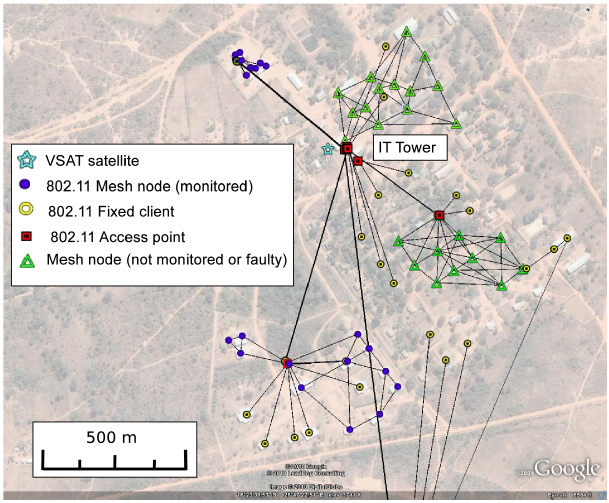 IT Tower
VSAT satellite
802.11 Mesh node (monitored)
802.11 Fixed client
802.11 Access point
Mesh node (not monitored or faulty)
500 m
Google